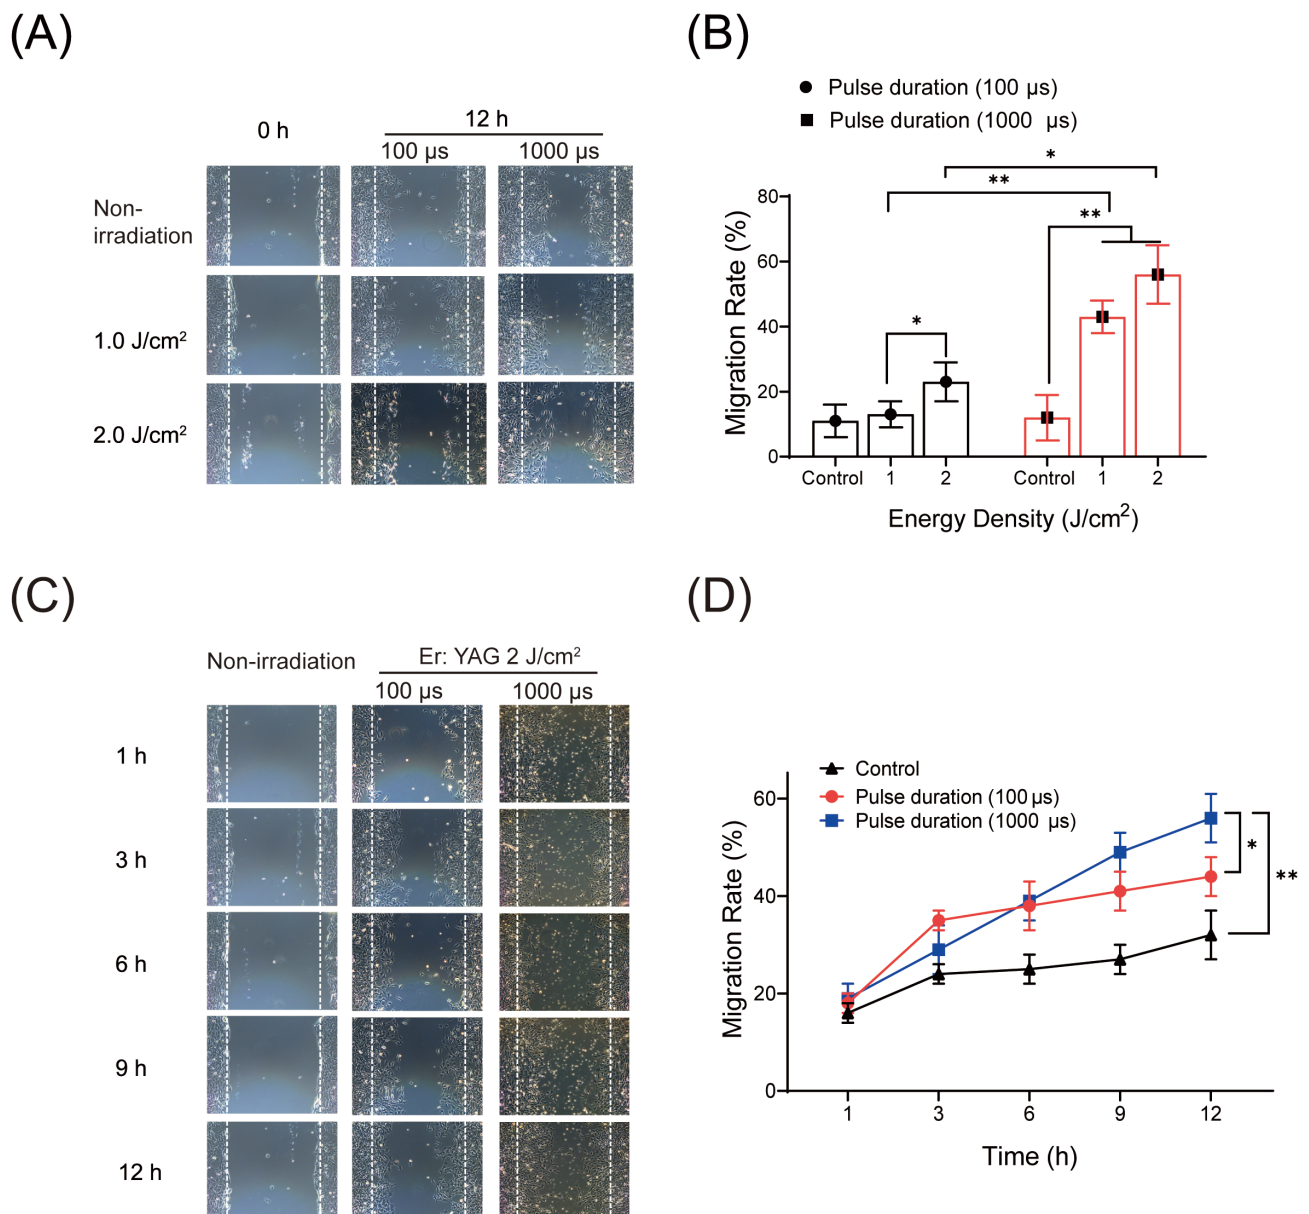 (A)
0 h
12 h
100 µs
1000 µs
Non-
irradiation
1.0 J/cm²
2.0 J/cm²
(B)
Pulse duration (100 µs)
Pulse duration (1000 µs)
*
**
**
*
Migration Rate (%)
80
60
40
20
0
Control
1
2
Control
1
2
Energy Density (J/cm²)
(C)
Non-irradiation
Er: YAG 2 J/cm²
100 µs
1000 µs
1 h
3 h
6 h
9 h
12 h
(D)
Control
Pulse duration (100 µs)
Pulse duration (1000 µs)
*
**
Migration Rate (%)
60
40
20
0
1
3
6
9
12
Time (h)